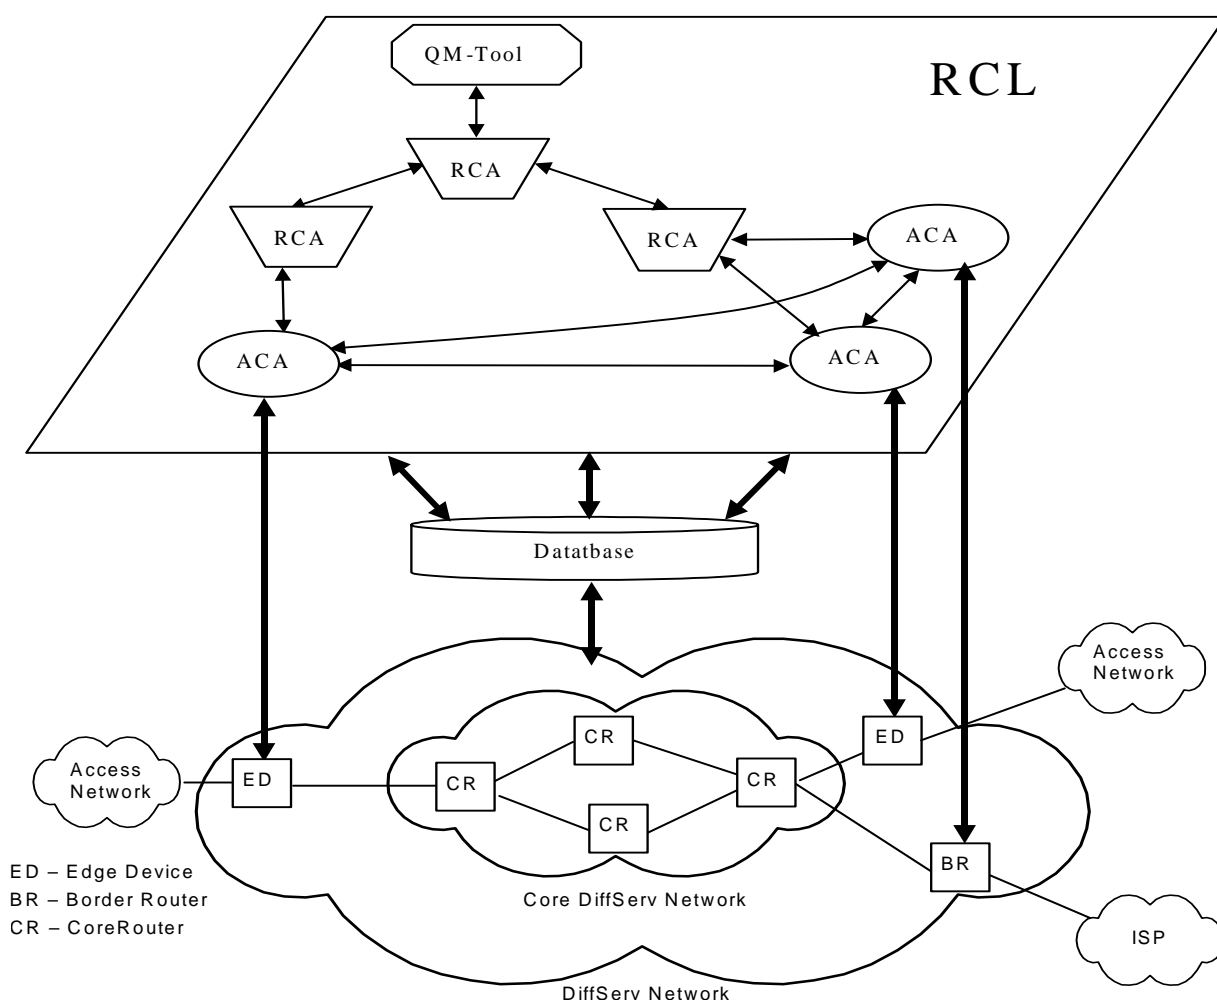 QM-Tool
RCL
RCA
RCA
RCA
ACA
ACA
ACA
Datatbase
Access
Network
CR
ED
Access
Network
ED
CR
CR
CR
BR
ED – Edge Device
BR – Border Router
CR – CoreRouter
Core DiffServ Network
ISP
DiffServ Network